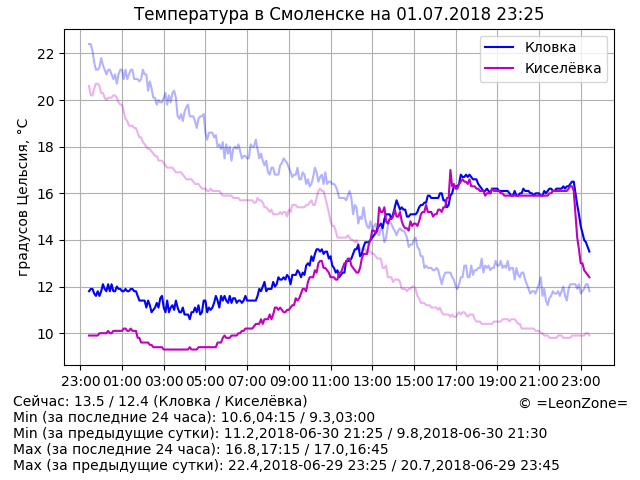 Температура в Смоленске на 01.07.2018 23:25
Кловка
Киселёвка
градусов Цельсия, °C
22
20
18
16
14
12
10
23:00 01:00 03:00 05:00 07:00 09:00 11:00 13:00 15:00 17:00 19:00 21:00 23:00
Сейчас: 13.5 / 12.4 (Кловка / Киселёвка)
© =LeonZone=
Min (за последние 24 часа): 10.6,04:15 / 9.3,03:00
Min (за предыдущие сутки): 11.2,2018-06-30 21:25 / 9.8,2018-06-30 21:30
Max (за последние 24 часа): 16.8,17:15 / 17.0,16:45
Max (за предыдущие сутки): 22.4,2018-06-29 23:25 / 20.7,2018-06-29 23:45